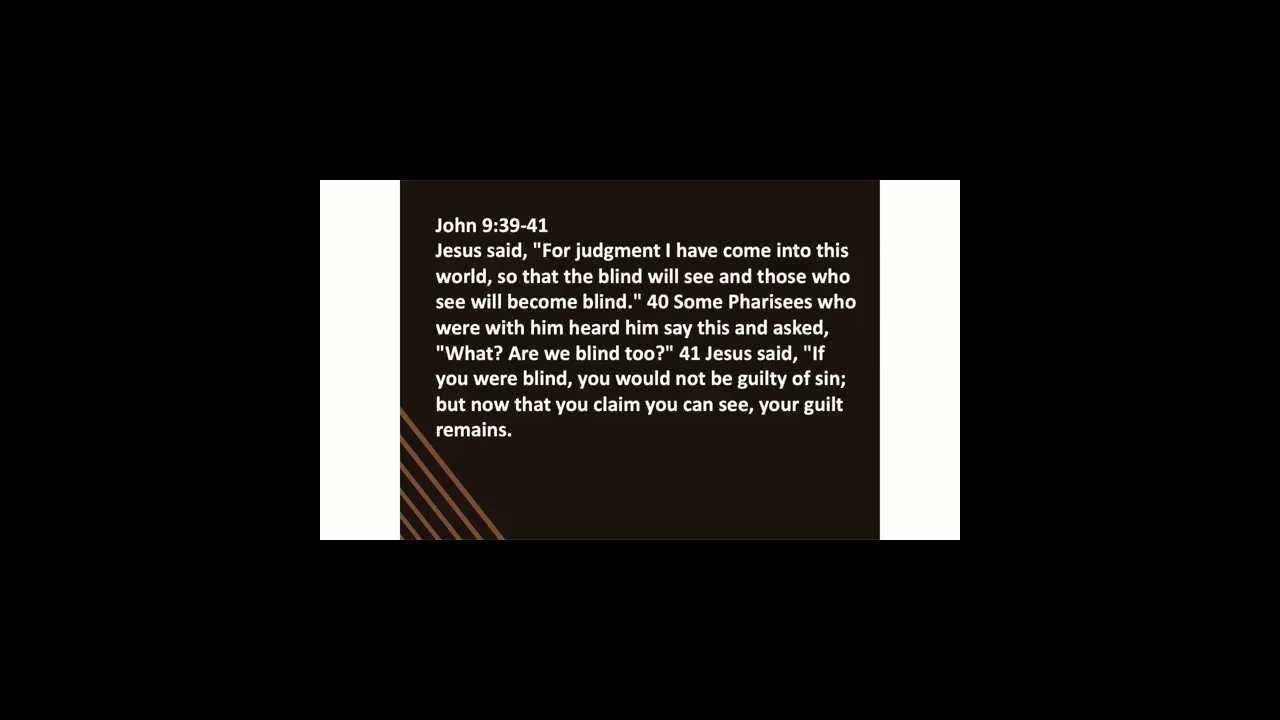 John 9:39-41
Jesus said, "For judgment I have come into this
world, so that the blind will see and those who
see will become blind." 40 Some Pharisees who
were with him heard him say this and asked,
"What? Are we blind too?" 41 Jesus said, "If
you were blind, you would not be guilty of sin;
but now that you claim you can see, your guilt
remains.